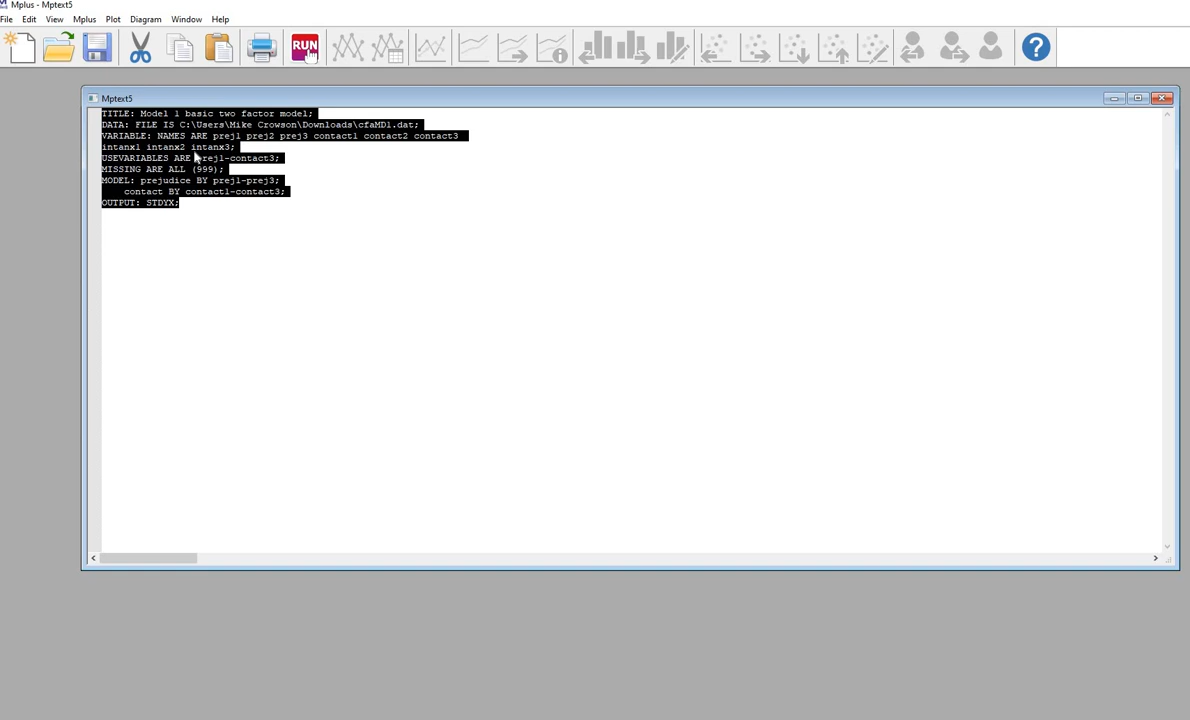 Mplus - Mptext5
File Edit View Mplus Plot Diagram Window Help
RUN
Mptext5
TITLE: Model 1 basic two factor model;
DATA: FILE IS C:\Users\Mike Crowson\Downloads\cfaMD1.dat;
VARIABLE: NAMES ARE prej1 prej2 prej3 contact1 contact2 contact3
intanx1 intanx2 intanx3;
USEVARIABLES ARE prej1-contact3;
MISSING ARE ALL (999);
MODEL: prejudice BY prej1-prej3;
contact BY contact1-contact3;
OUTPUT: STDYX;